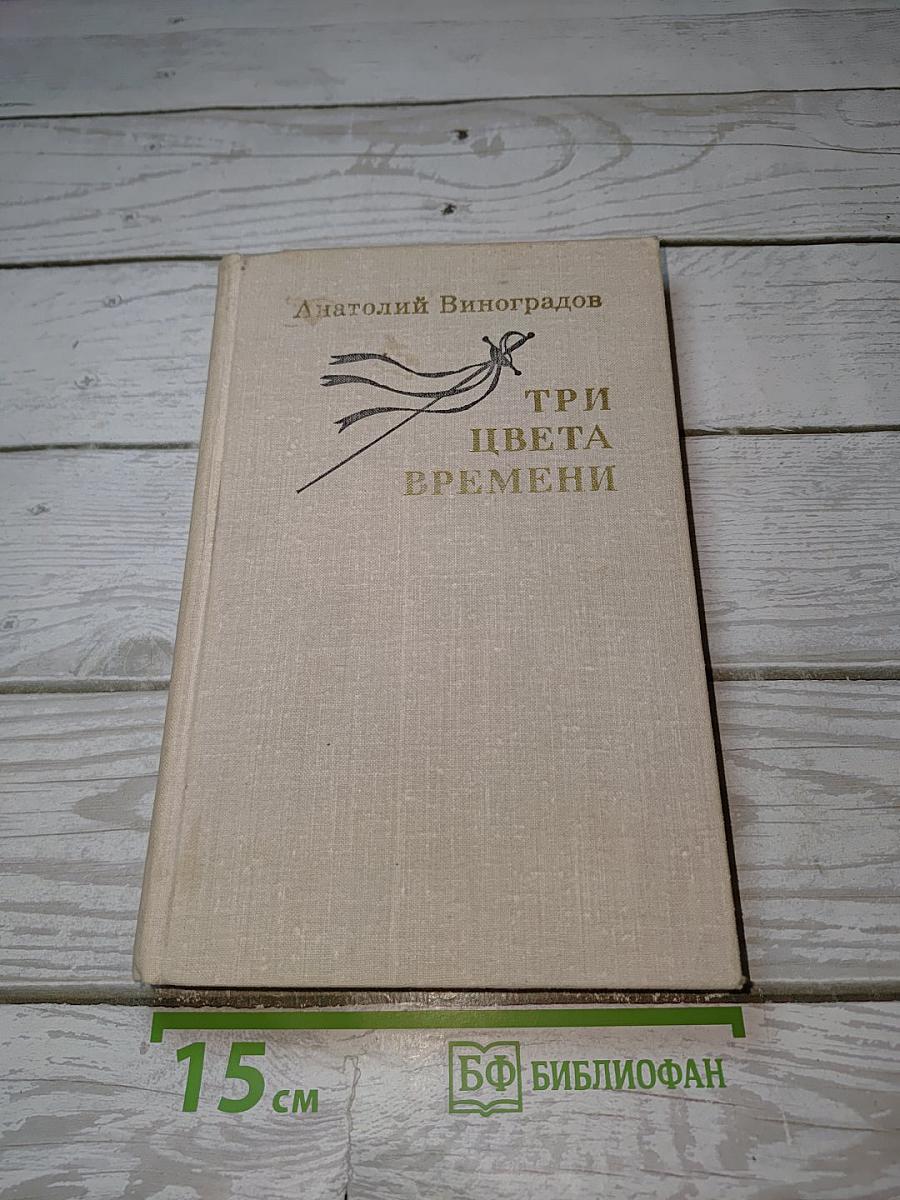 Анатолий Виноградов
ТРИ
ЦВЕТА
ВРЕМЕНИ
15 см
БФ БИБЛИОФАН